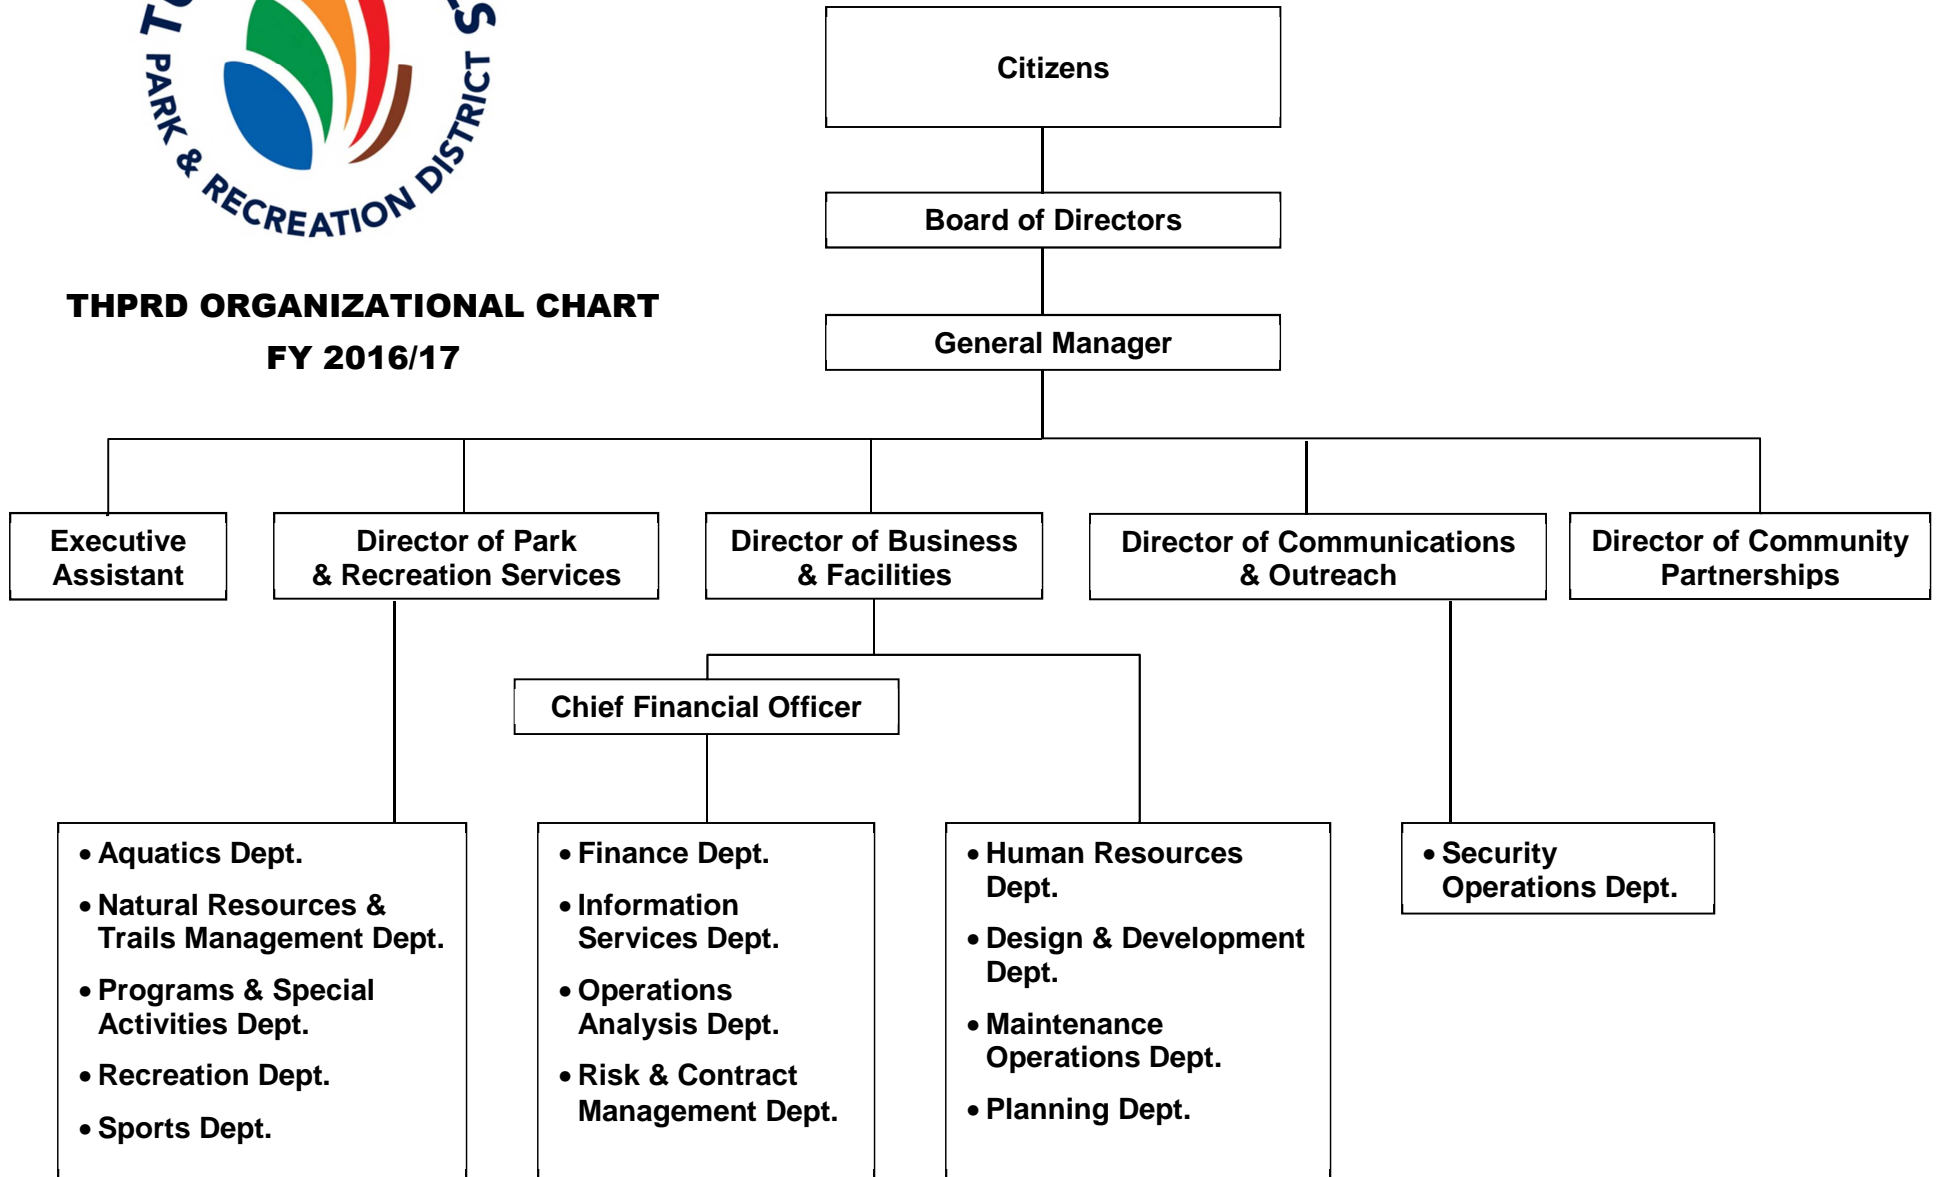 PARK & RECREATION DISTRICT
THPRD ORGANIZATIONAL CHART
FY 2016/17
Citizens
Board of Directors
General Manager
Executive
Assistant
Director of Park
& Recreation Services
Director of Business
& Facilities
Director of Communications
& Outreach
Director of Community
Partnerships
Chief Financial Officer
• Aquatics Dept.
• Natural Resources &
Trails Management Dept.
• Programs & Special
Activities Dept.
• Recreation Dept.
• Sports Dept.
• Finance Dept.
• Information
Services Dept.
• Operations
Analysis Dept.
• Risk & Contract
Management Dept.
• Human Resources
Dept.
• Design & Development
Dept.
• Maintenance
Operations Dept.
• Planning Dept.
• Security
Operations Dept.